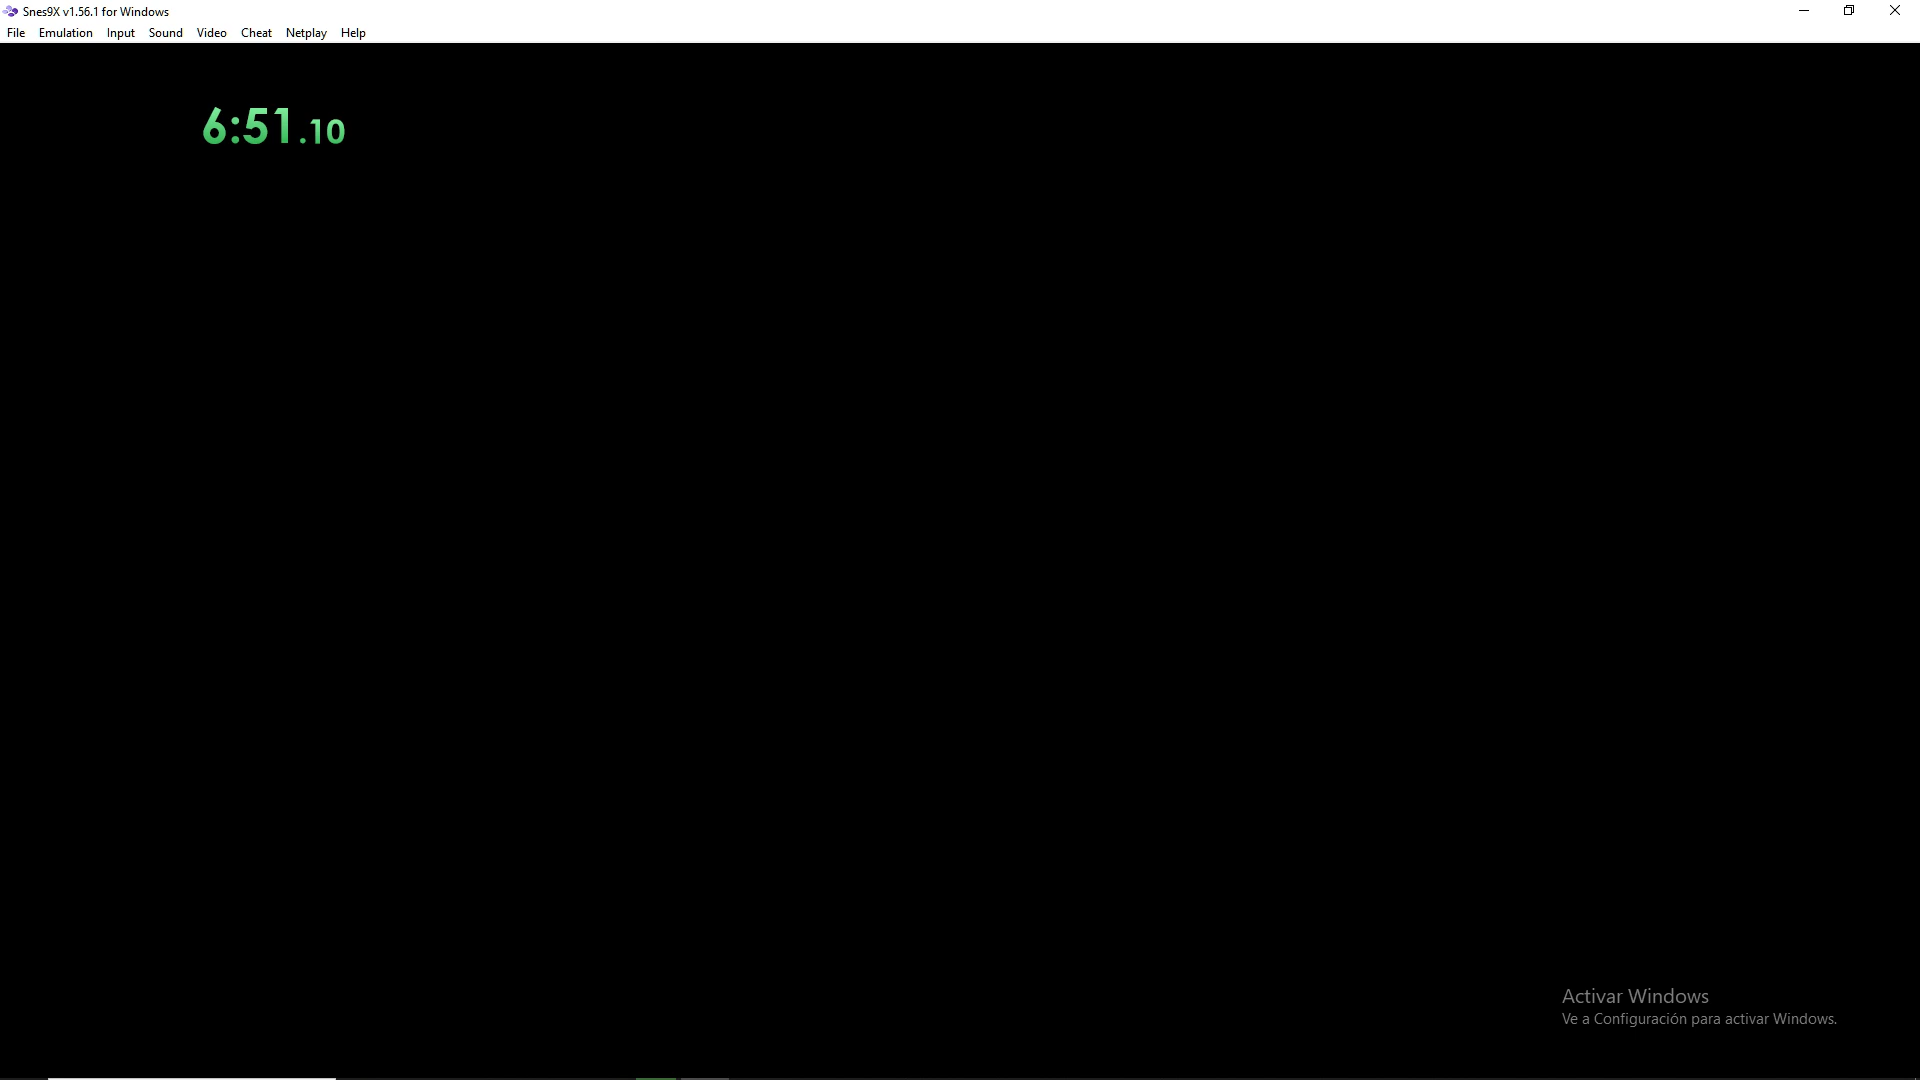 Snes9X v1.56.1 for Windows
File Emulation Input Sound Video Cheat Netplay Help
6:51.10
Activar Windows
Ve a Configuración para activar Windows.